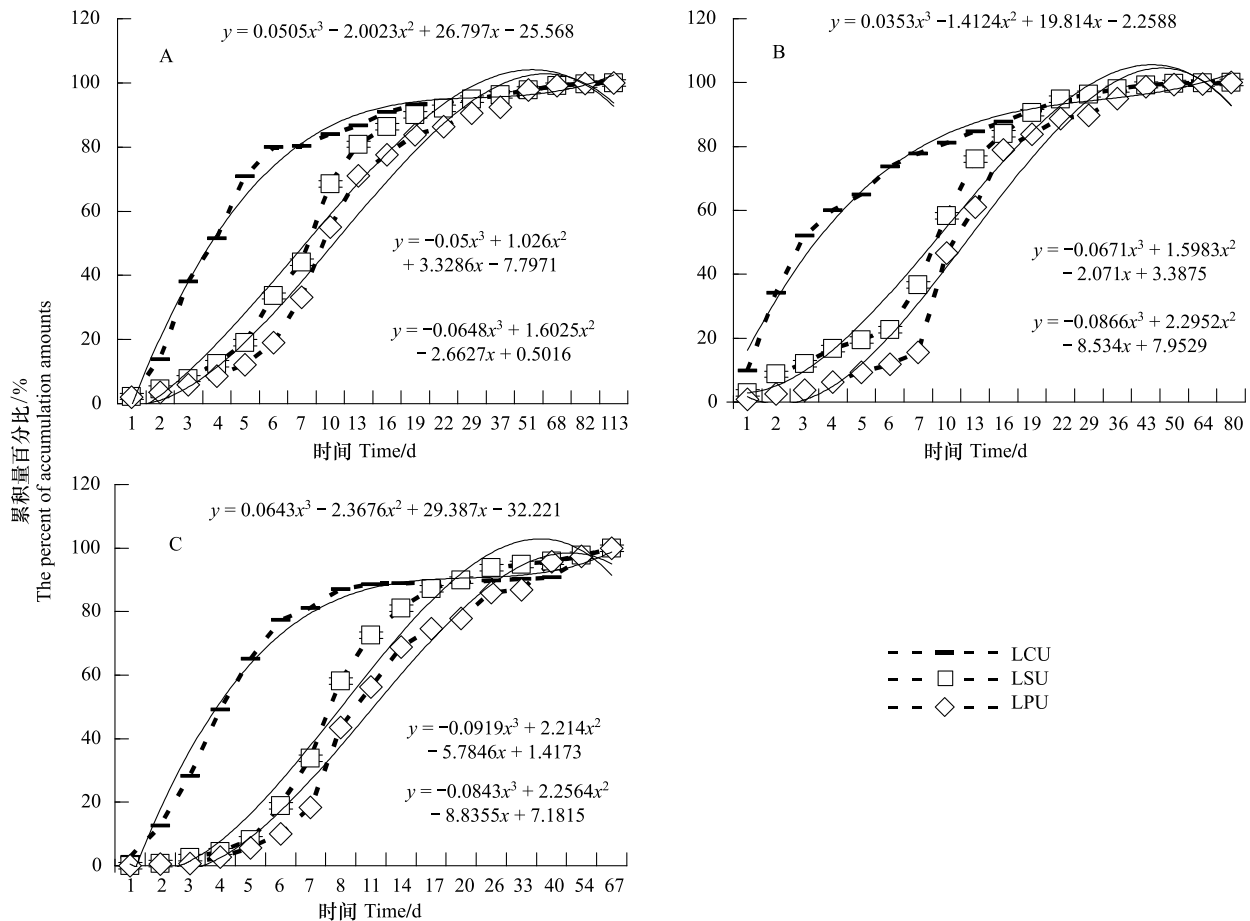 累积量百分比/%
The percent of accumulation amounts
120
100
80
60
40
20
0
A
y = 0.0505x³ − 2.0023x² + 26.797x − 25.568
y = −0.05x³ + 1.026x²
+ 3.3286x − 7.7971
y = −0.0648x³ + 1.6025x²
− 2.6627x + 0.5016
1 2 3 4 5 6 7 10 13 16 19 22 29 37 51 68 82 113
时间 Time/d
120
100
80
60
40
20
0
B
y = 0.0353x³ −1.4124x² + 19.814x − 2.2588
y = −0.0671x³ + 1.5983x²
− 2.071x + 3.3875
y = −0.0866x³ + 2.2952x²
− 8.534x + 7.9529
1 2 3 4 5 6 7 10 13 16 19 22 29 36 43 50 64 80
时间 Time/d
120
100
80
60
40
20
0
C
y = 0.0643x³ − 2.3676x² + 29.387x − 32.221
y = −0.0919x³ + 2.214x²
− 5.7846x + 1.4173
y = −0.0843x³ + 2.2564x²
− 8.8355x + 7.1815
1 2 3 4 5 6 7 8 11 14 17 20 26 33 40 54 67
时间 Time/d
LCU
LSU
LPU